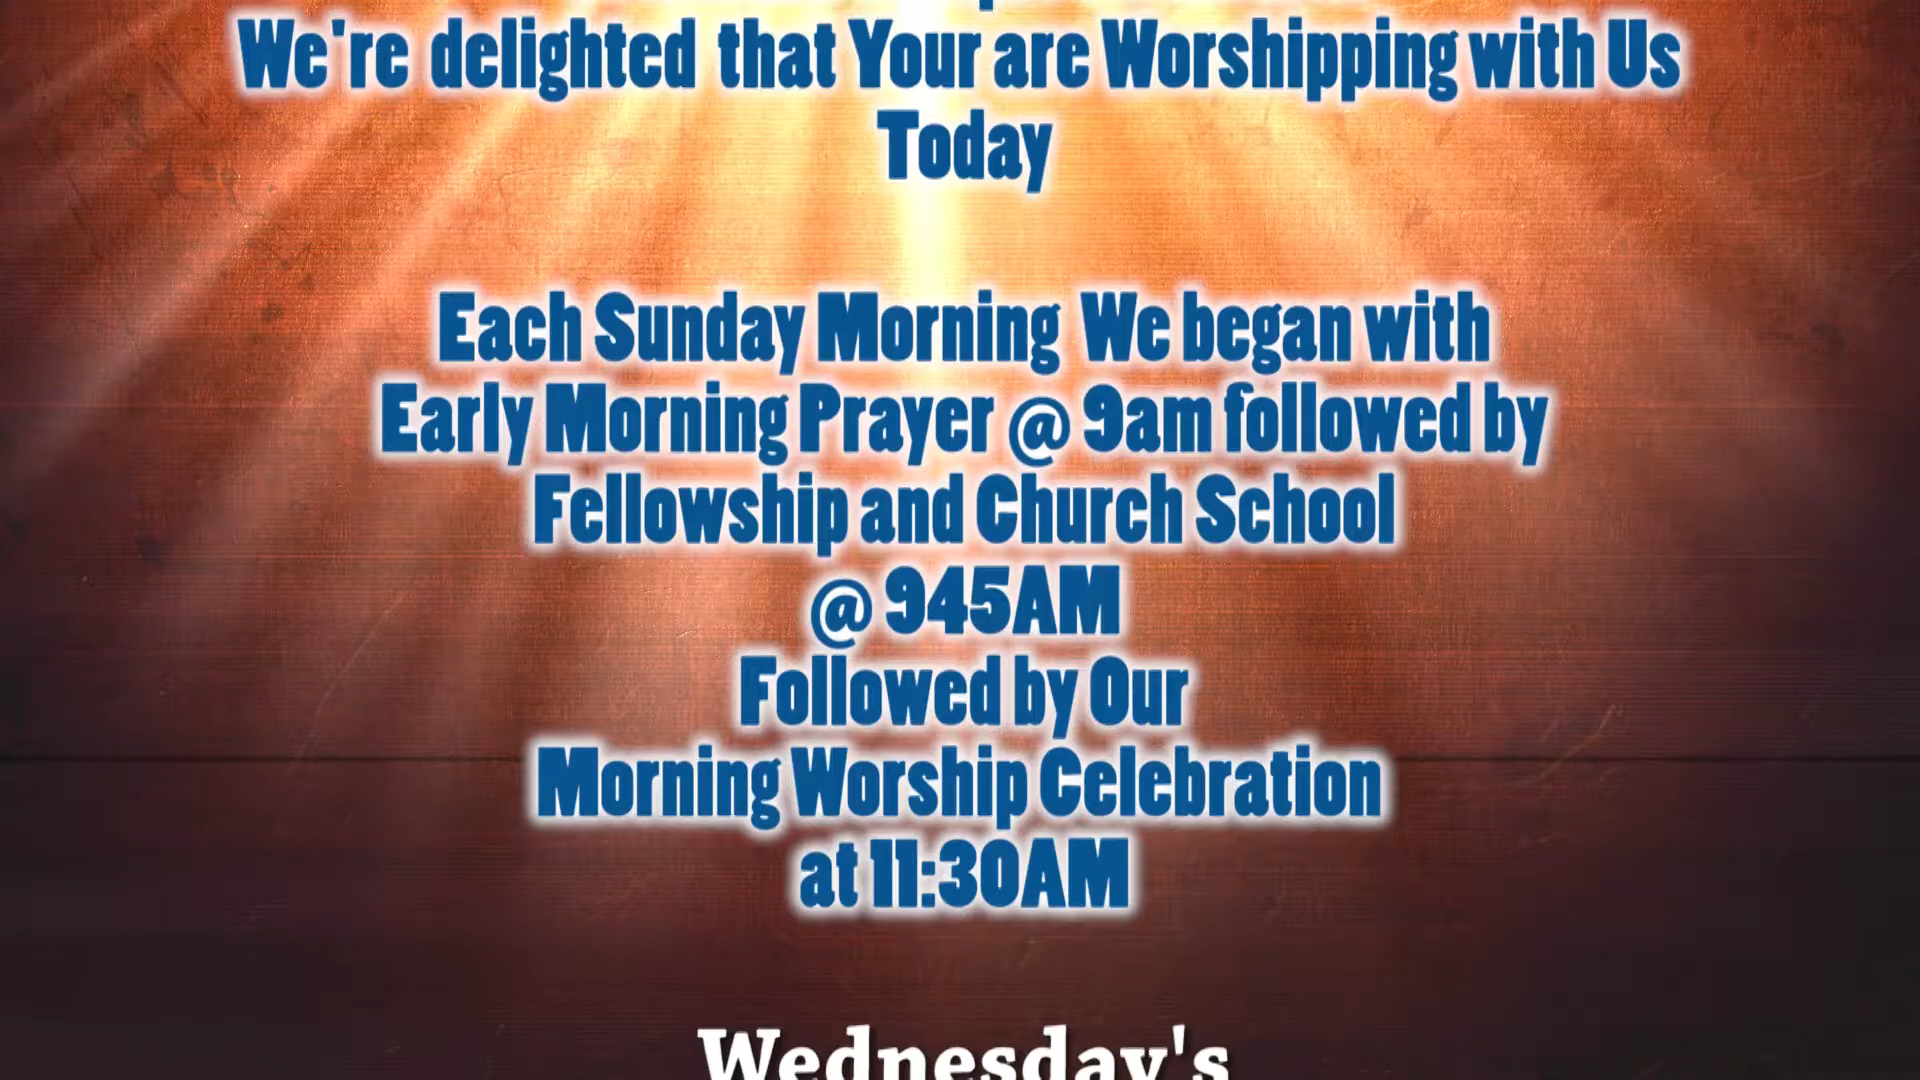 We're delighted that Your are Worshipping with Us
Today
Each Sunday Morning We began with
Early Morning Prayer @ 9am followed by
Fellowship and Church School
@ 945AM
Followed by Our
Morning Worship Celebration
at 11:30AM
Wednesday's